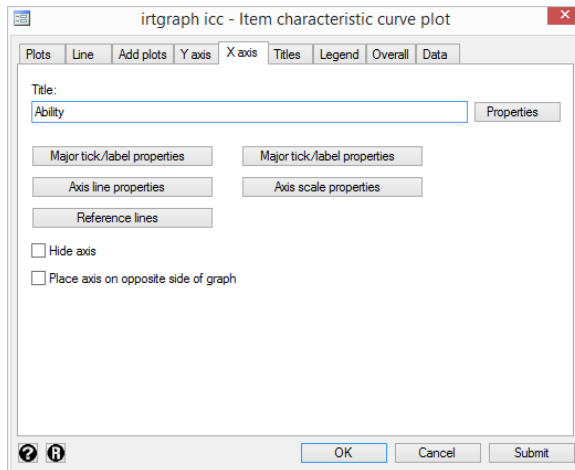 irtgraph icc - Item characteristic curve plot
Plots Line Add plots Y axis X axis Titles Legend Overall Data
Title:
Ability Properties
Major tick/label properties Major tick/label properties
Axis line properties Axis scale properties
Reference lines
Hide axis
Place axis on opposite side of graph
? R OK Cancel Submit